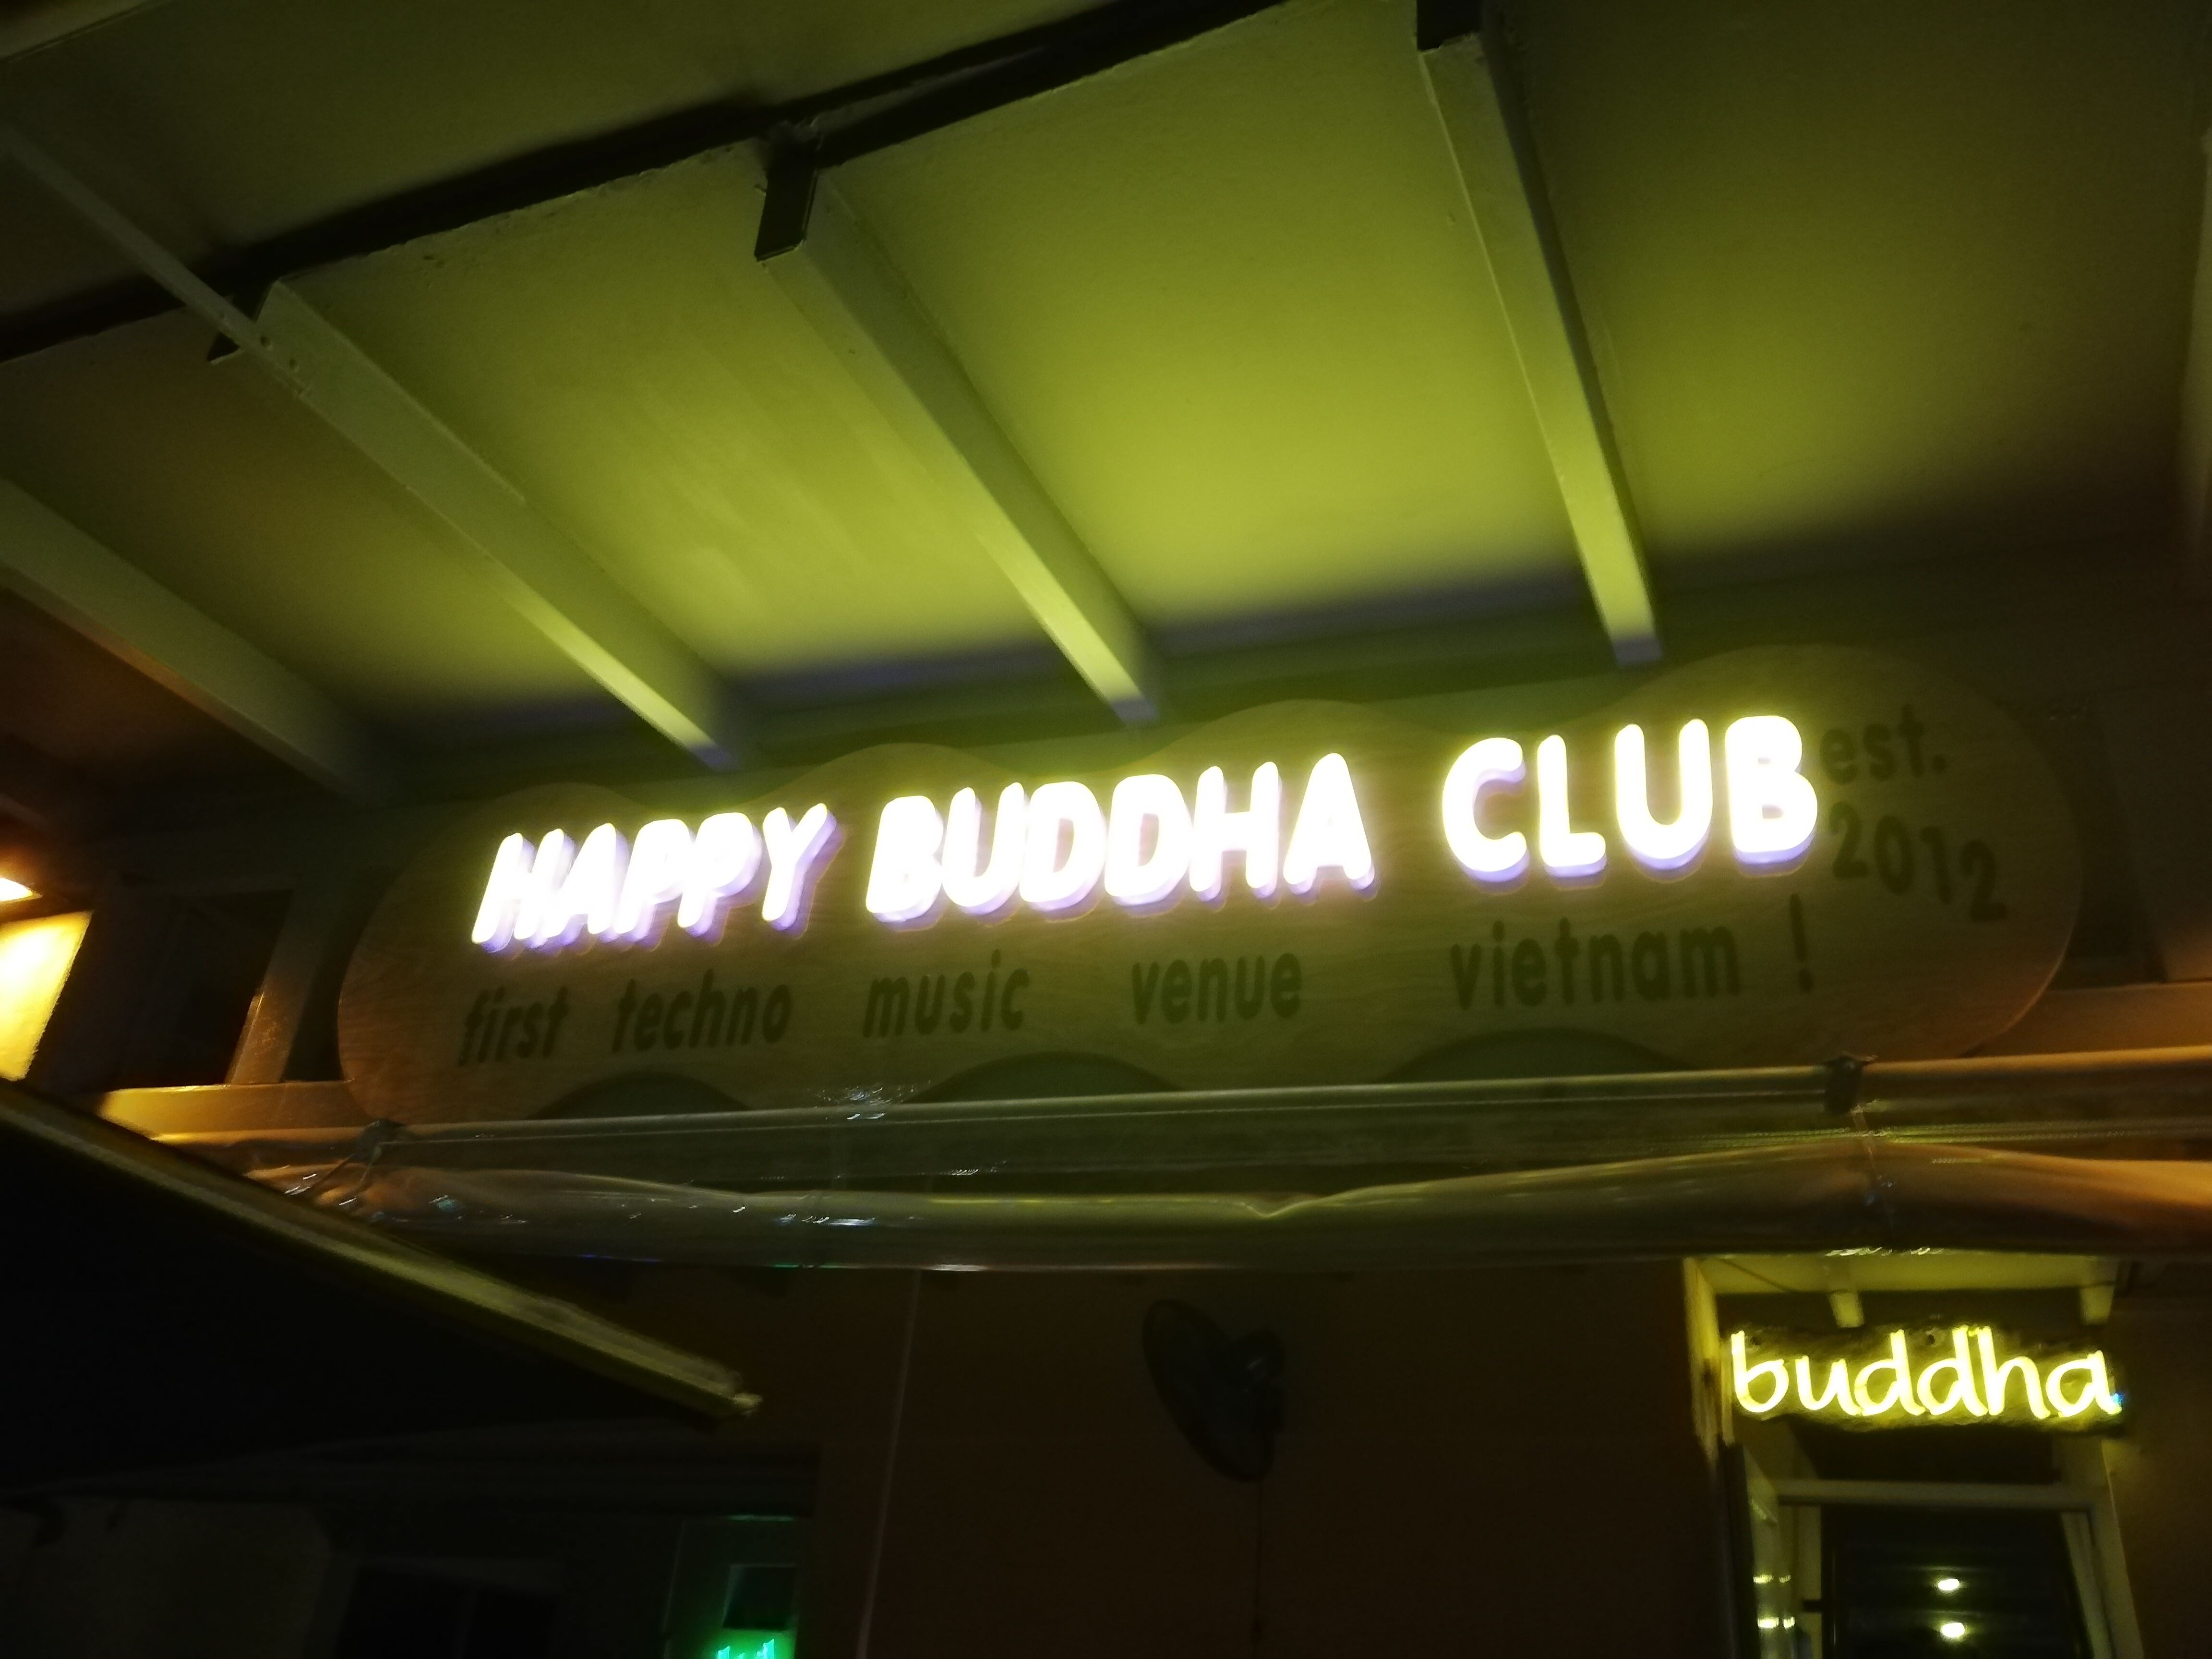 HAPPY BUDDHA CLUB
est.
2012
first techno music venue vietnam !
buddha